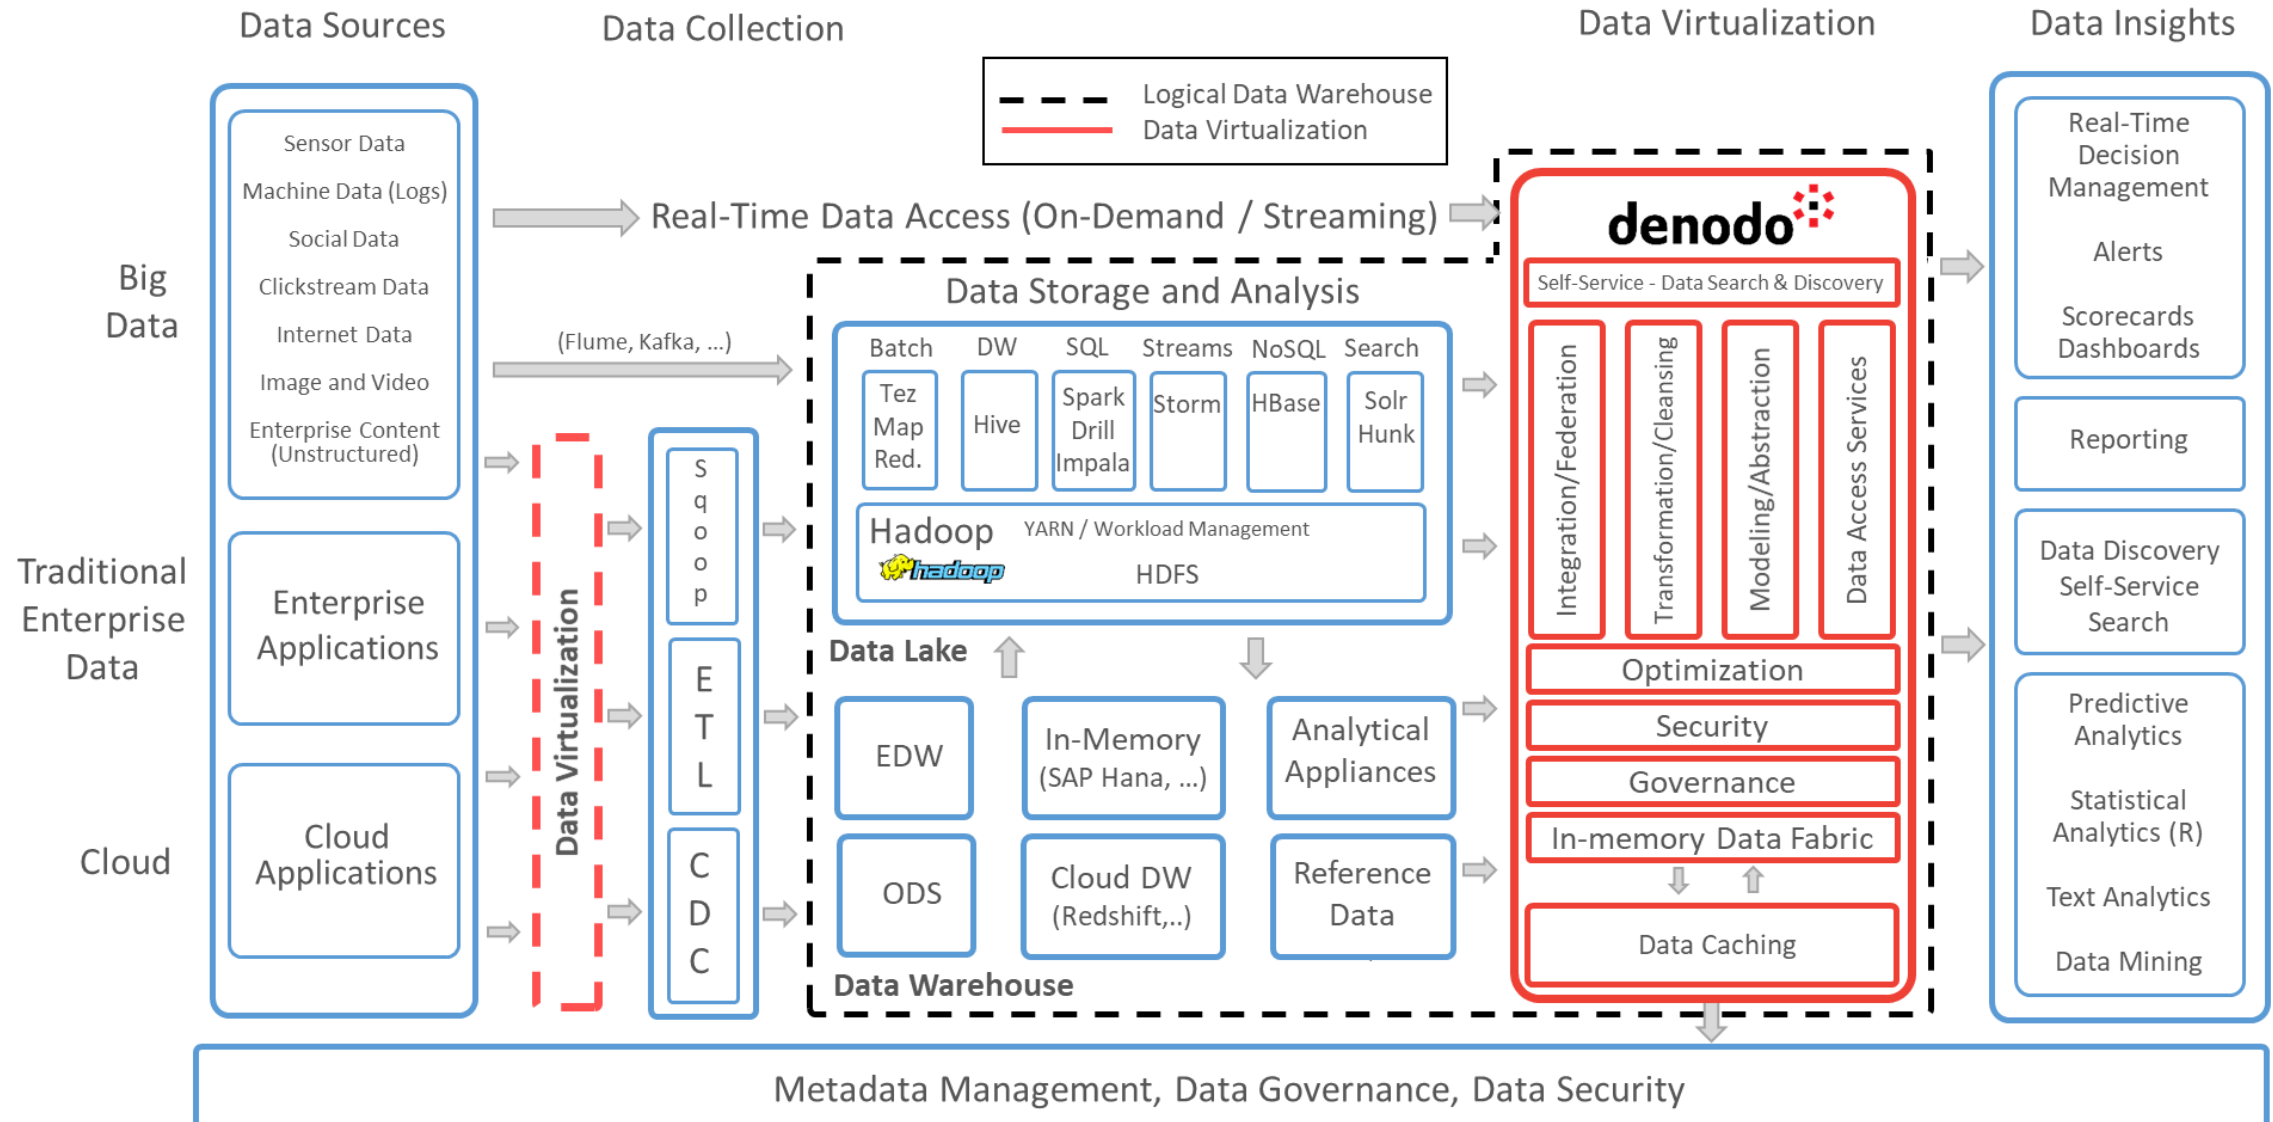 Data Sources
Data Collection
Data Virtualization
Data Insights
Logical Data Warehouse
Data Virtualization
Big
Data
Traditional
Enterprise
Data
Cloud
Sensor Data
Machine Data (Logs)
Social Data
Clickstream Data
Internet Data
Image and Video
Enterprise Content
(Unstructured)
Enterprise
Applications
Cloud
Applications
Real-Time Data Access (On-Demand / Streaming)
(Flume, Kafka, ...)
Data Virtualization
Sqoop
ETL
CDC
Data Storage and Analysis
Batch
DW
SQL
Streams
NoSQL
Search
Tez
Map
Red.
Hive
Spark
Drill
Impala
Storm
HBase
Solr
Hunk
Hadoop
YARN / Workload Management
hadoop
HDFS
Data Lake
EDW
In-Memory
(SAP Hana, ...)
Analytical
Appliances
ODS
Cloud DW
(Redshift,..)
Reference
Data
Data Warehouse
denodo
Self-Service - Data Search & Discovery
Integration/Federation
Transformation/Cleansing
Modeling/Abstraction
Data Access Services
Optimization
Security
Governance
In-memory Data Fabric
Data Caching
Real-Time
Decision
Management
Alerts
Scorecards
Dashboards
Reporting
Data Discovery
Self-Service
Search
Predictive
Analytics
Statistical
Analytics (R)
Text Analytics
Data Mining
Metadata Management, Data Governance, Data Security